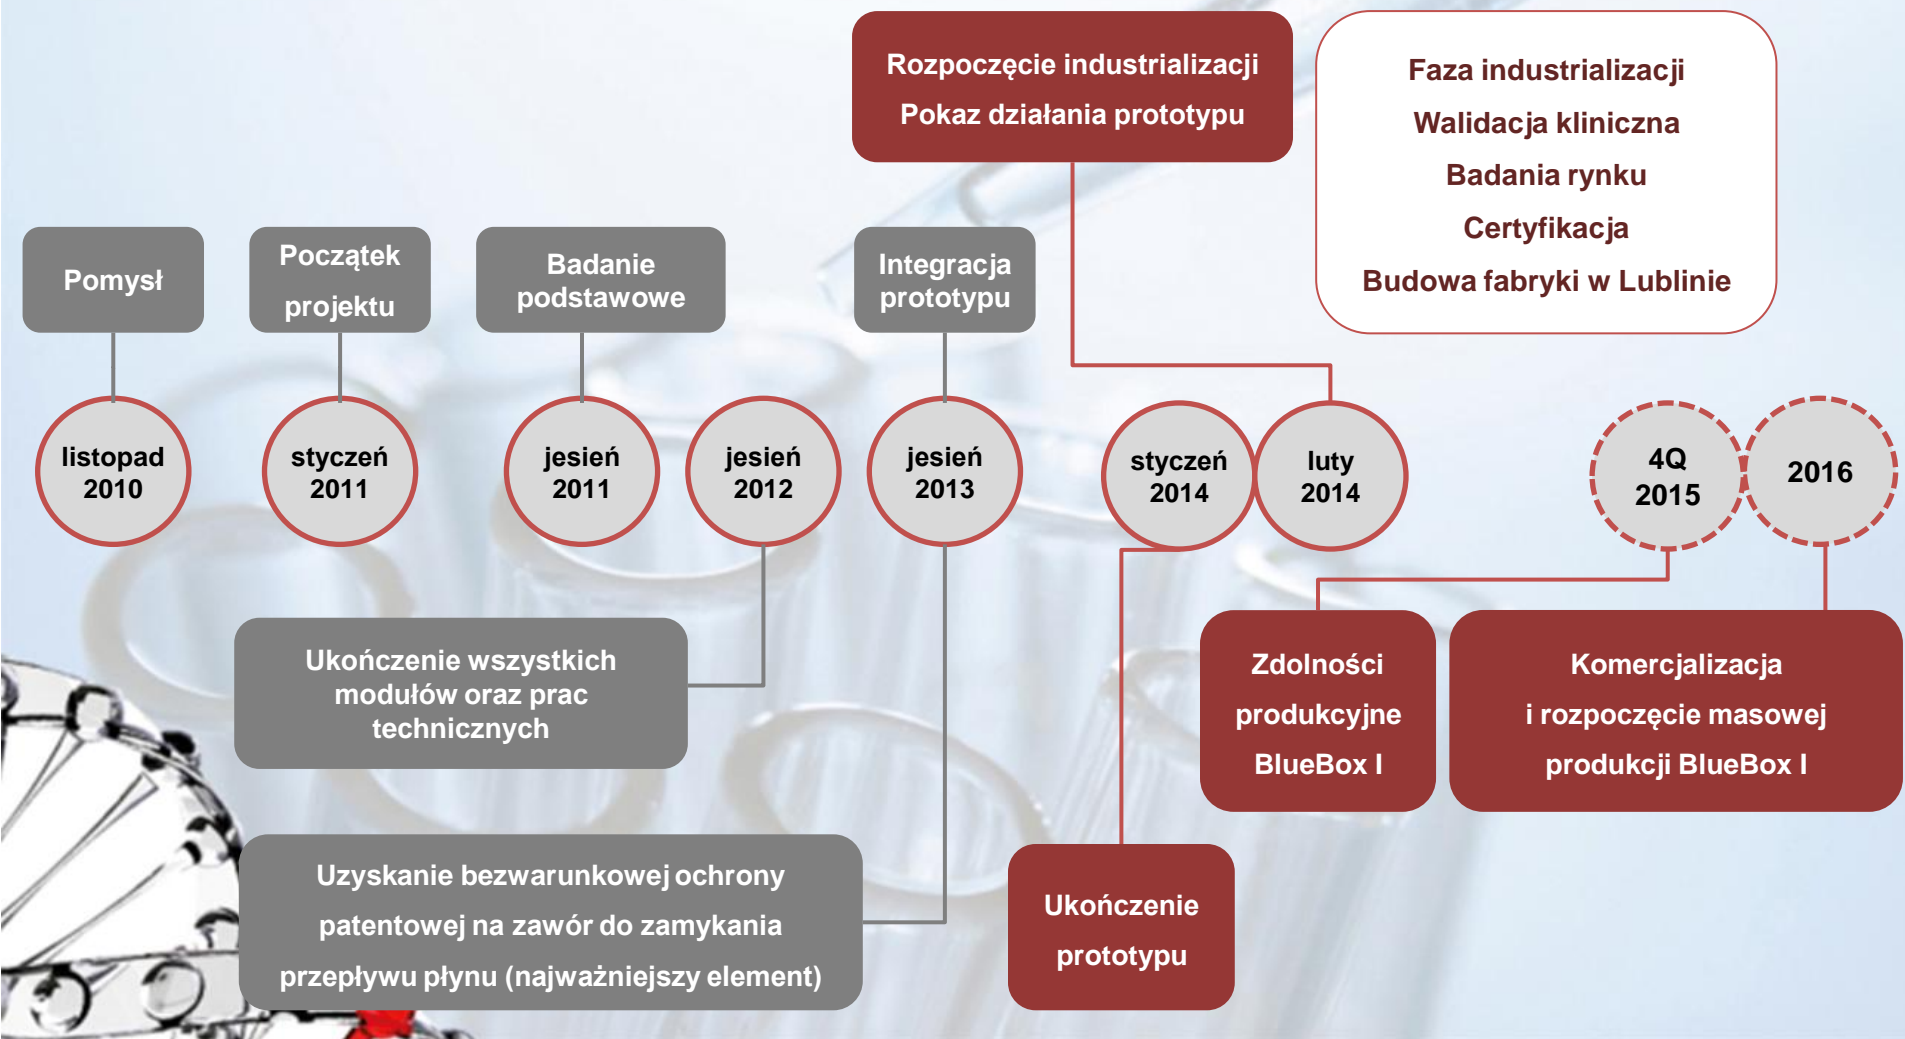 Rozpoczęcie industrializacji
Pokaz działania prototypu
Faza industrializacji
Walidacja kliniczna
Badania rynku
Certyfikacja
Budowa fabryki w Lublinie
Pomysł
Początek
projektu
Badanie
podstawowe
Integracja
prototypu
listopad
2010
styczeń
2011
jesień
2011
jesień
2012
jesień
2013
styczeń
2014
luty
2014
4Q
2015
2016
Ukończenie wszystkich
modułów oraz prac
technicznych
Zdolności
produkcyjne
BlueBox I
Komercjalizacja
i rozpoczęcie masowej
produkcji BlueBox I
Uzyskanie bezwarunkowej ochrony
patentowej na zawór do zamykania
przepływu płynu (najważniejszy element)
Ukończenie
prototypu